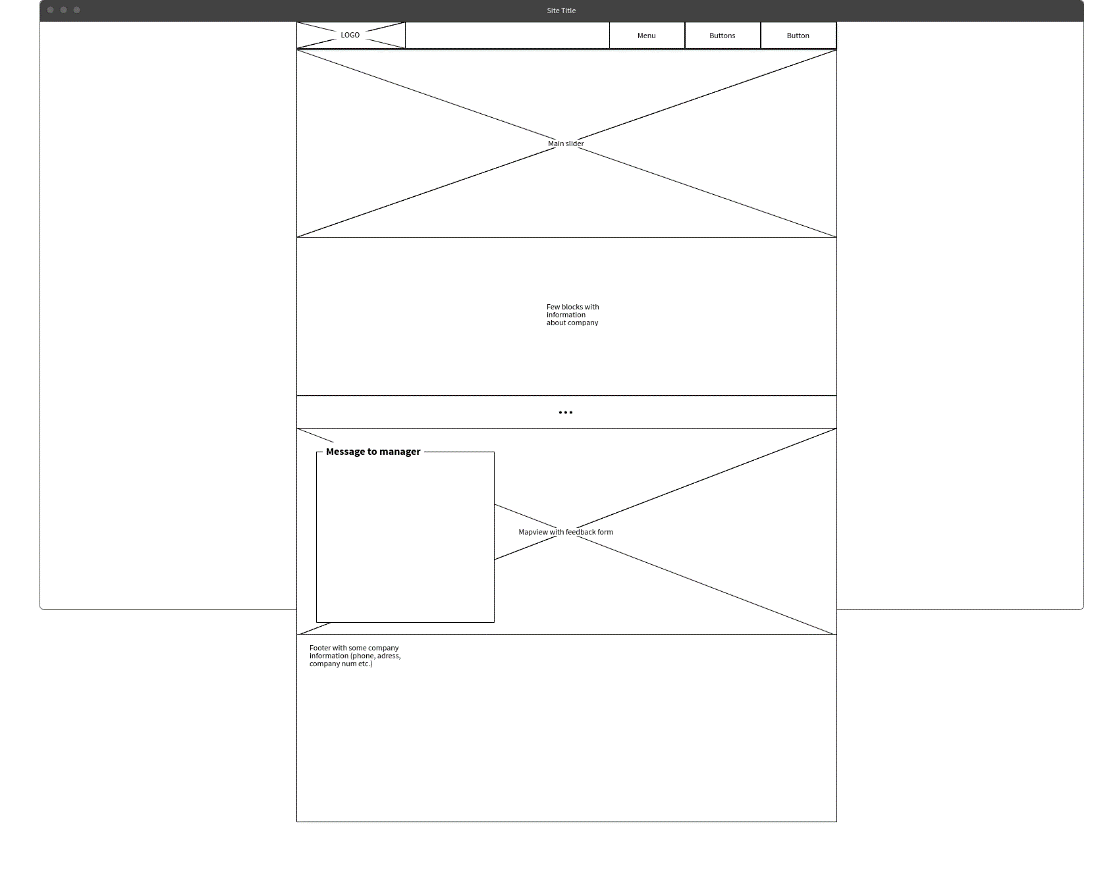 Site Title
LOGO
Menu
Buttons
Button
Main slider
Few blocks with
information
about company
•••
Message to manager
Mapview with feedback form
Footer with some company
information (phone, adress,
company num etc.)